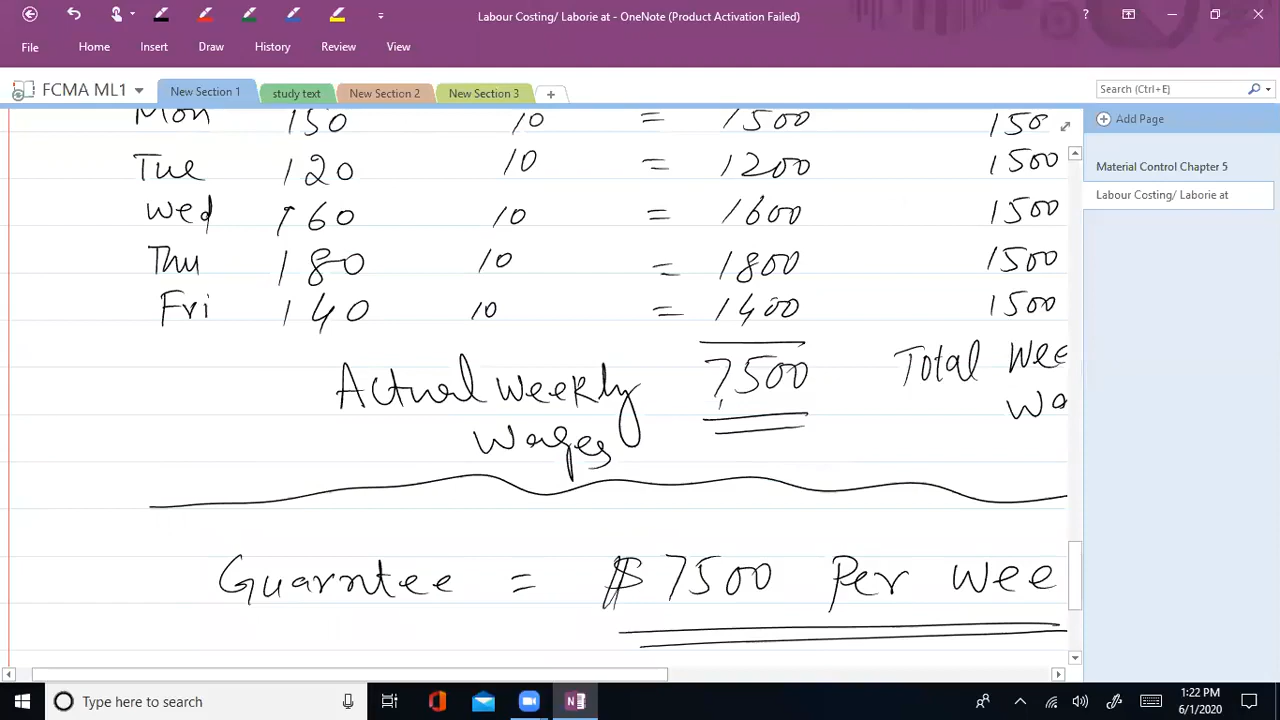 Labour Costing/ Laborie at - OneNote (Product Activation Failed)
File Home Insert Draw History Review View
FCMA ML1 New Section 1 study text New Section 2 New Section 3 Search (Ctrl+E)
Add Page
Material Control Chapter 5
Labour Costing/ Laborie at
Mon 150 10 = 1500 150
Tue 120 10 = 1200 1500
Wed 160 10 = 1600 1500
Thu 180 10 = 1800 1500
Fri 140 10 = 1400 1500
Actual Weekly 7500 Total Wee
Wages Wa
Guarntee = $ 7500 Per Wee
Type here to search 1:22 PM
6/1/2020